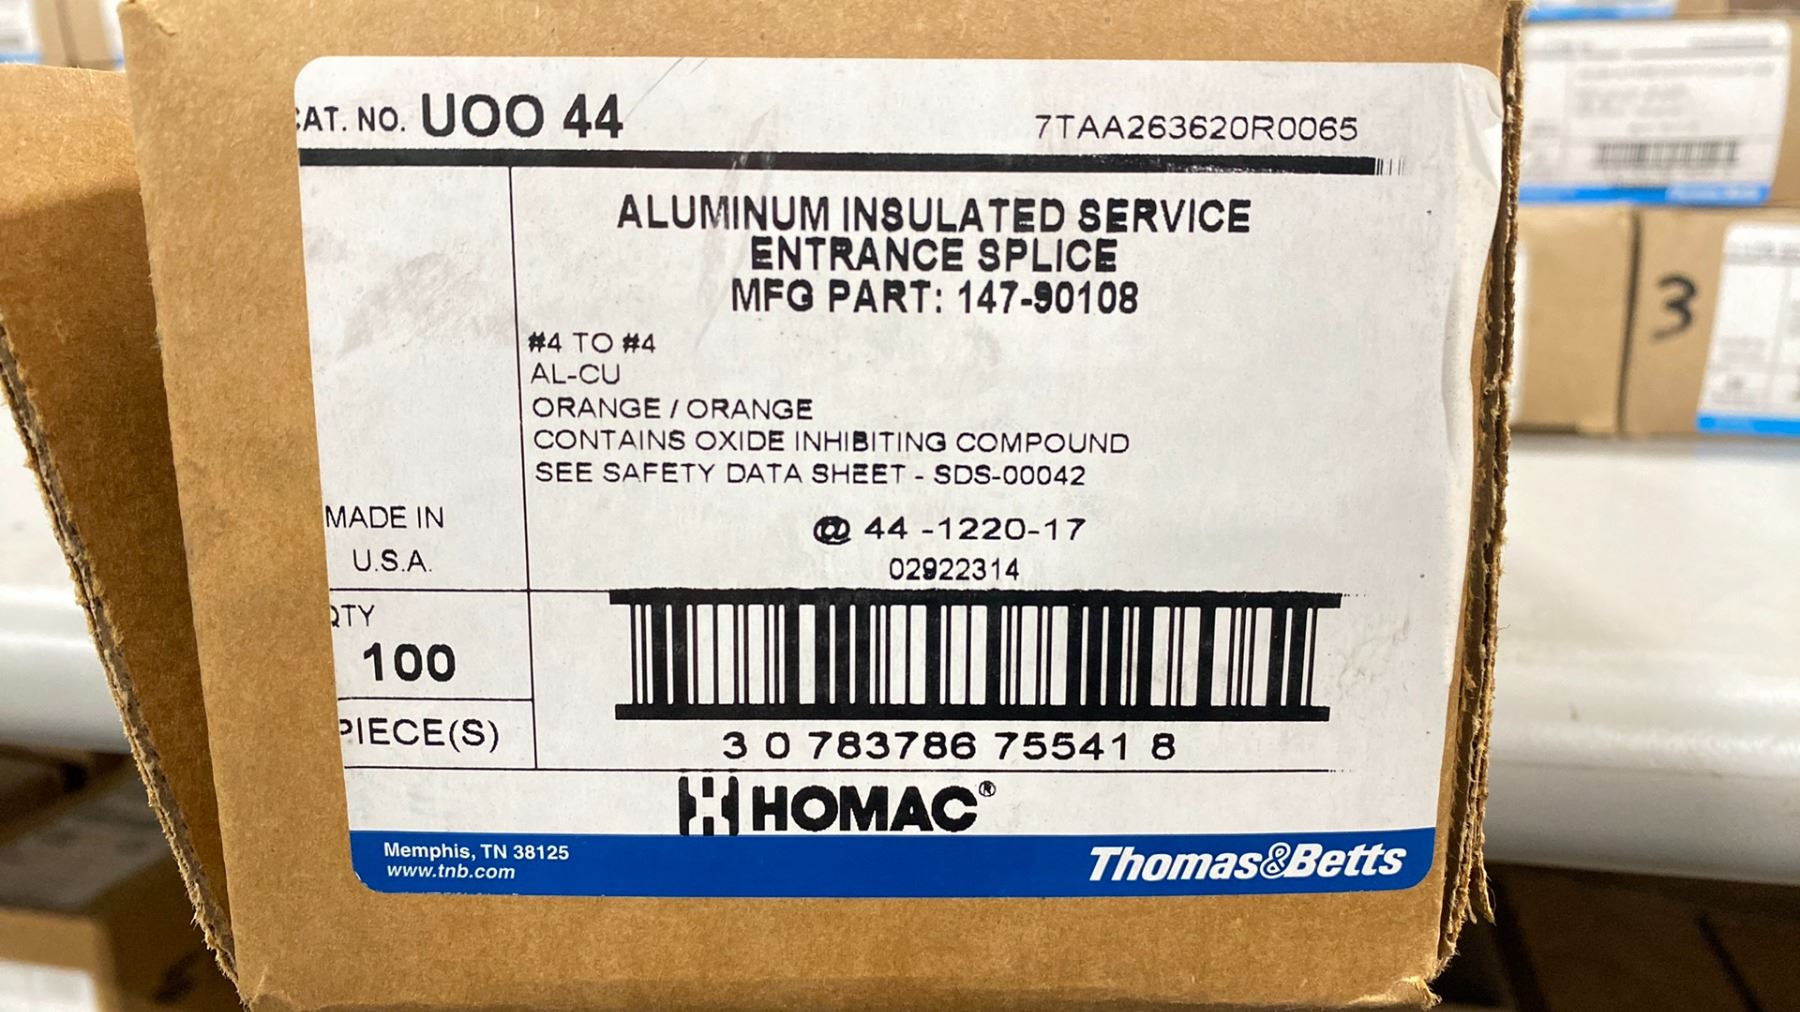 CAT. NO. UOO 44
7TAA263620R0065
ALUMINUM INSULATED SERVICE
ENTRANCE SPLICE
MFG PART: 147-90108
#4 TO #4
AL-CU
ORANGE / ORANGE
CONTAINS OXIDE INHIBITING COMPOUND
SEE SAFETY DATA SHEET - SDS-00042
@ 44 -1220-17
02922314
MADE IN
U.S.A.
QTY
100
PIECE(S)
3 0 783786 75541 8
HOMAC®
Memphis, TN 38125
www.tnb.com
Thomas&Betts
3